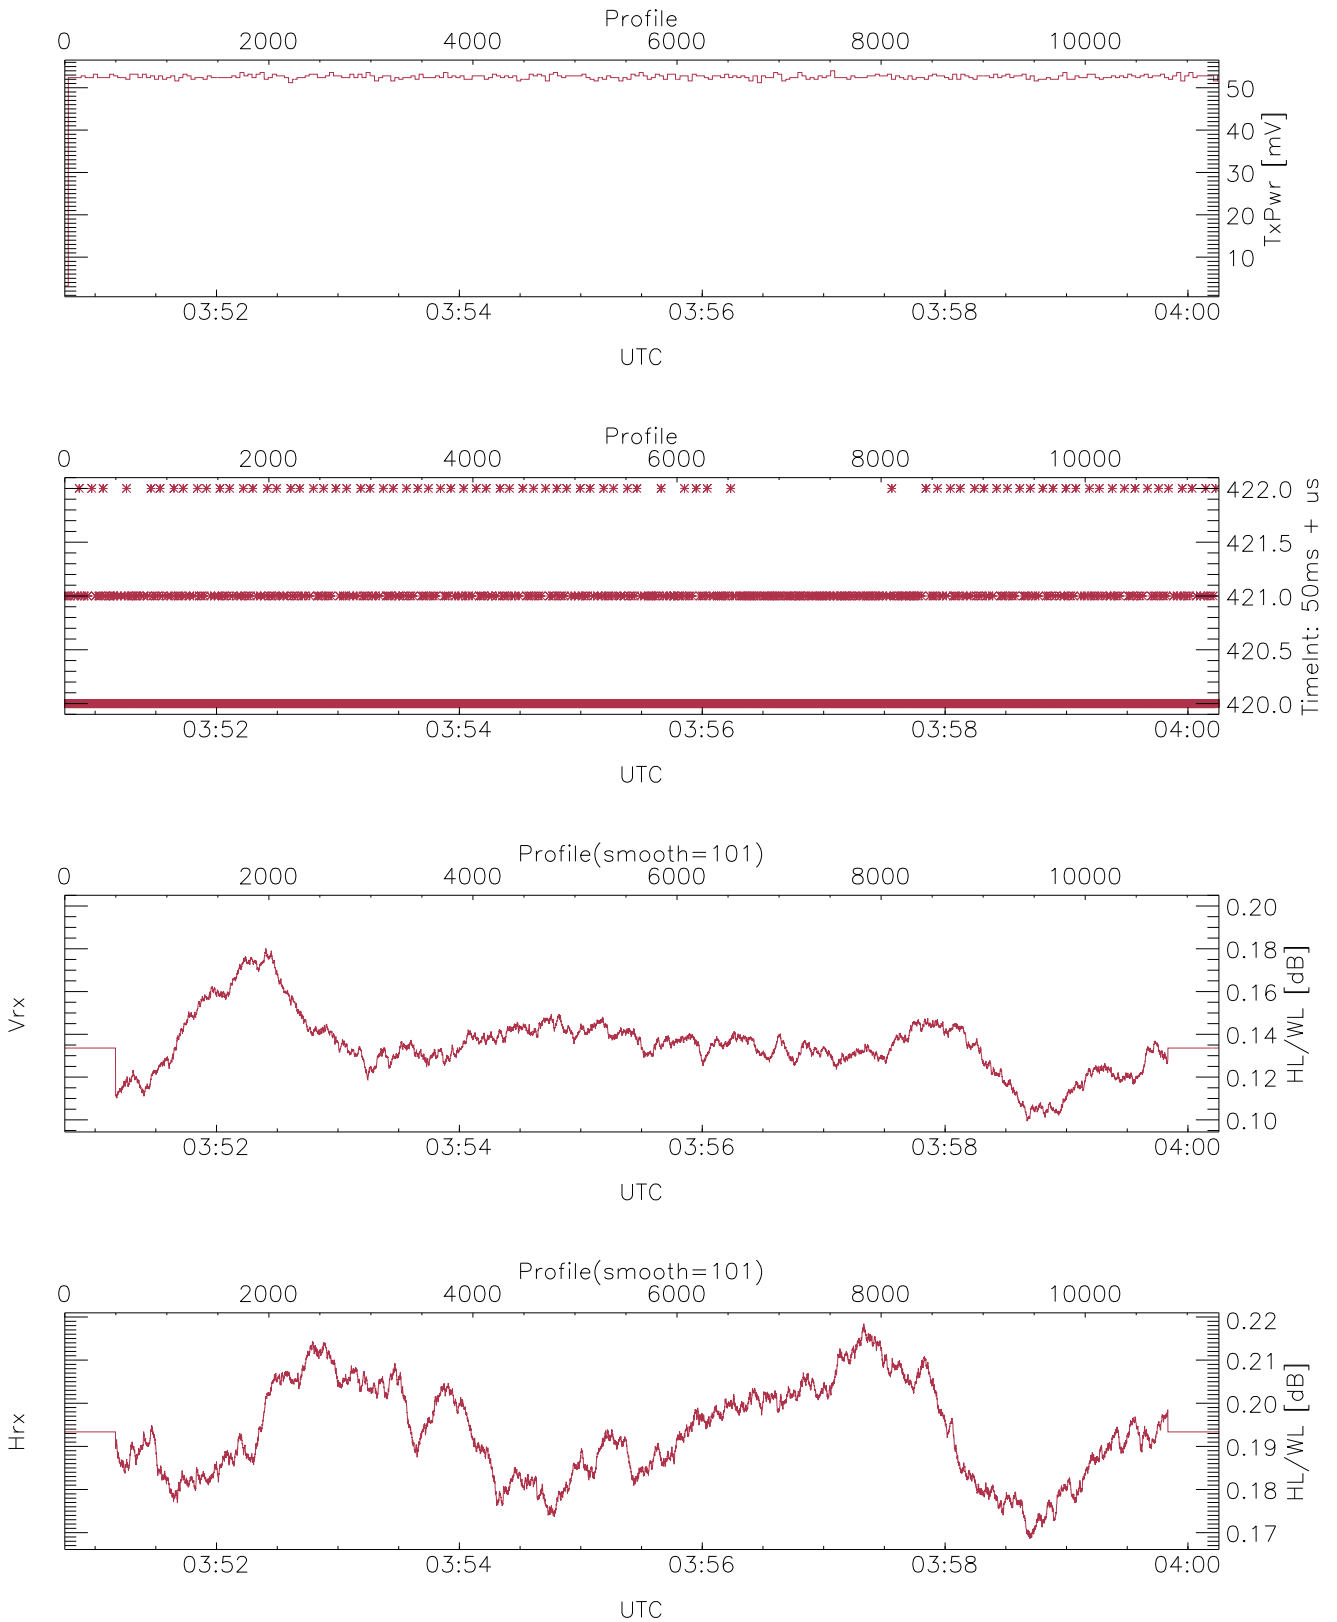 Profile
0 2000 4000 6000 8000 10000
50
40
30
20
10
TxPwr [mV]
03:52 03:54 03:56 03:58 04:00
UTC
Profile
0 2000 4000 6000 8000 10000
422.0
421.5
421.0
420.5
420.0
TimeInt: 50ms + us
03:52 03:54 03:56 03:58 04:00
UTC
Profile(smooth=101)
0 2000 4000 6000 8000 10000
Vrx
0.20
0.18
0.16
0.14
0.12
0.10
HL/WL [dB]
03:52 03:54 03:56 03:58 04:00
UTC
Profile(smooth=101)
0 2000 4000 6000 8000 10000
Hrx
0.22
0.21
0.20
0.19
0.18
0.17
HL/WL [dB]
03:52 03:54 03:56 03:58 04:00
UTC